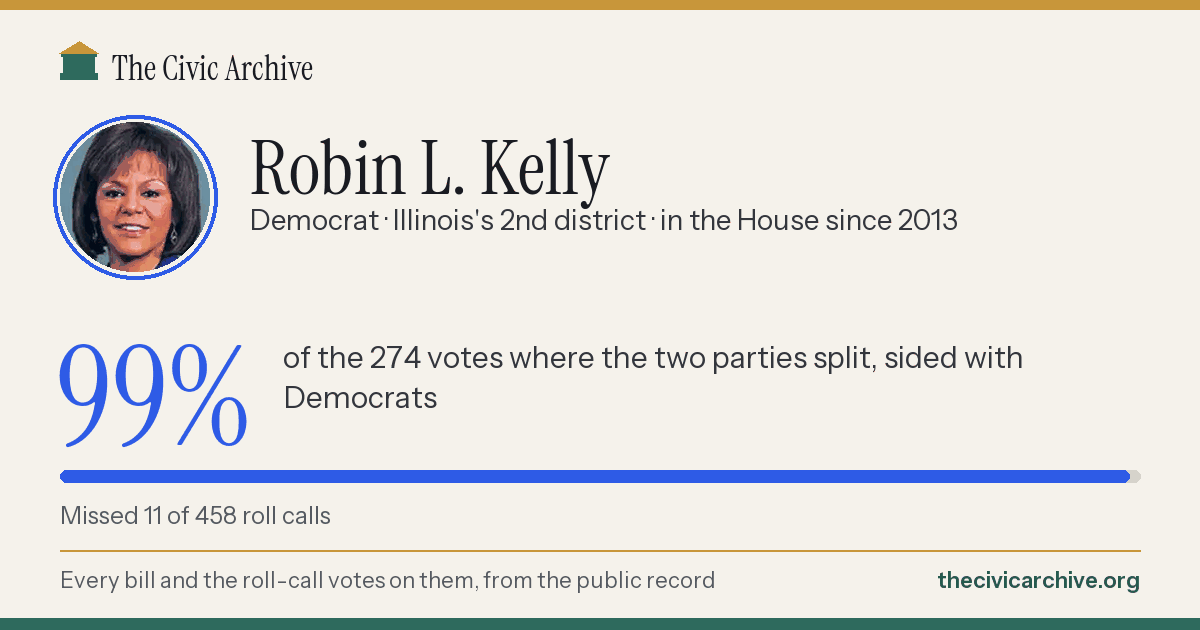 The Civic Archive
Robin L. Kelly
Democrat · Illinois's 2nd district · in the House since 2013
99%
of the 274 votes where the two parties split, sided with
Democrats
Missed 11 of 458 roll calls
Every bill and the roll-call votes on them, from the public record
thecivicarchive.org